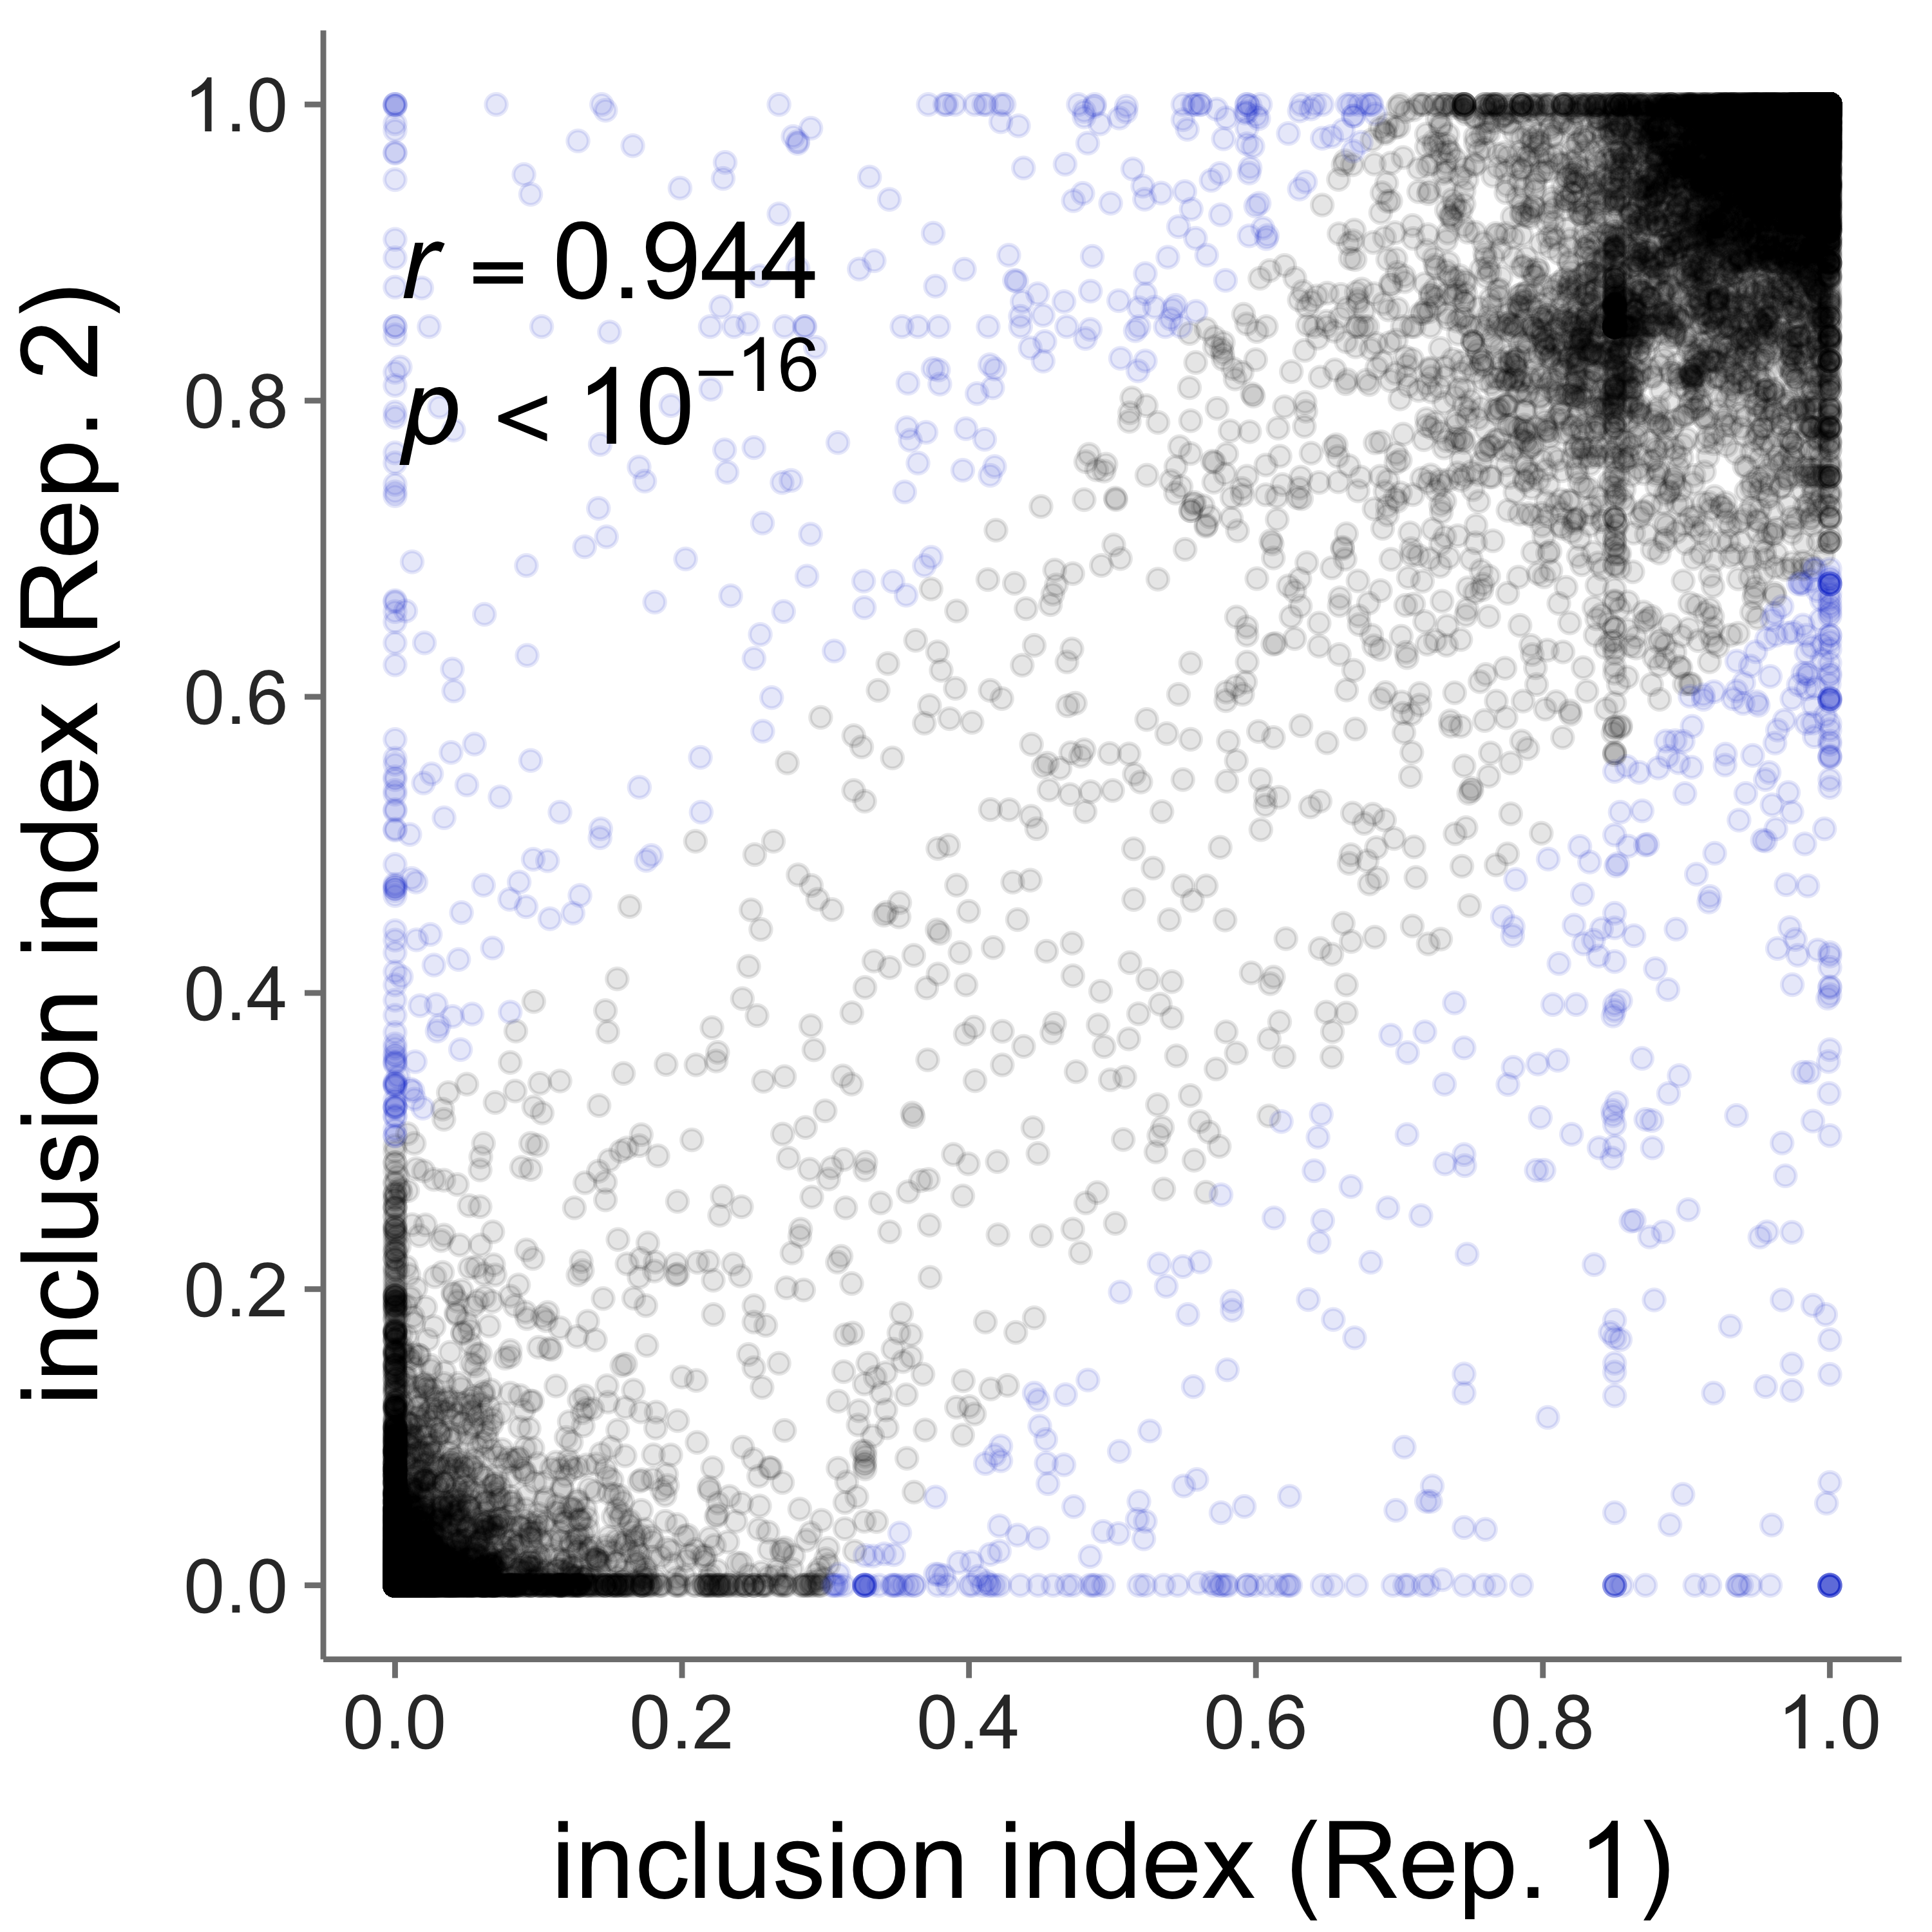 r = 0.944
p < 10⁻¹⁶
inclusion index (Rep. 2)
1.0
0.8
0.6
0.4
0.2
0.0
0.0 0.2 0.4 0.6 0.8 1.0
inclusion index (Rep. 1)